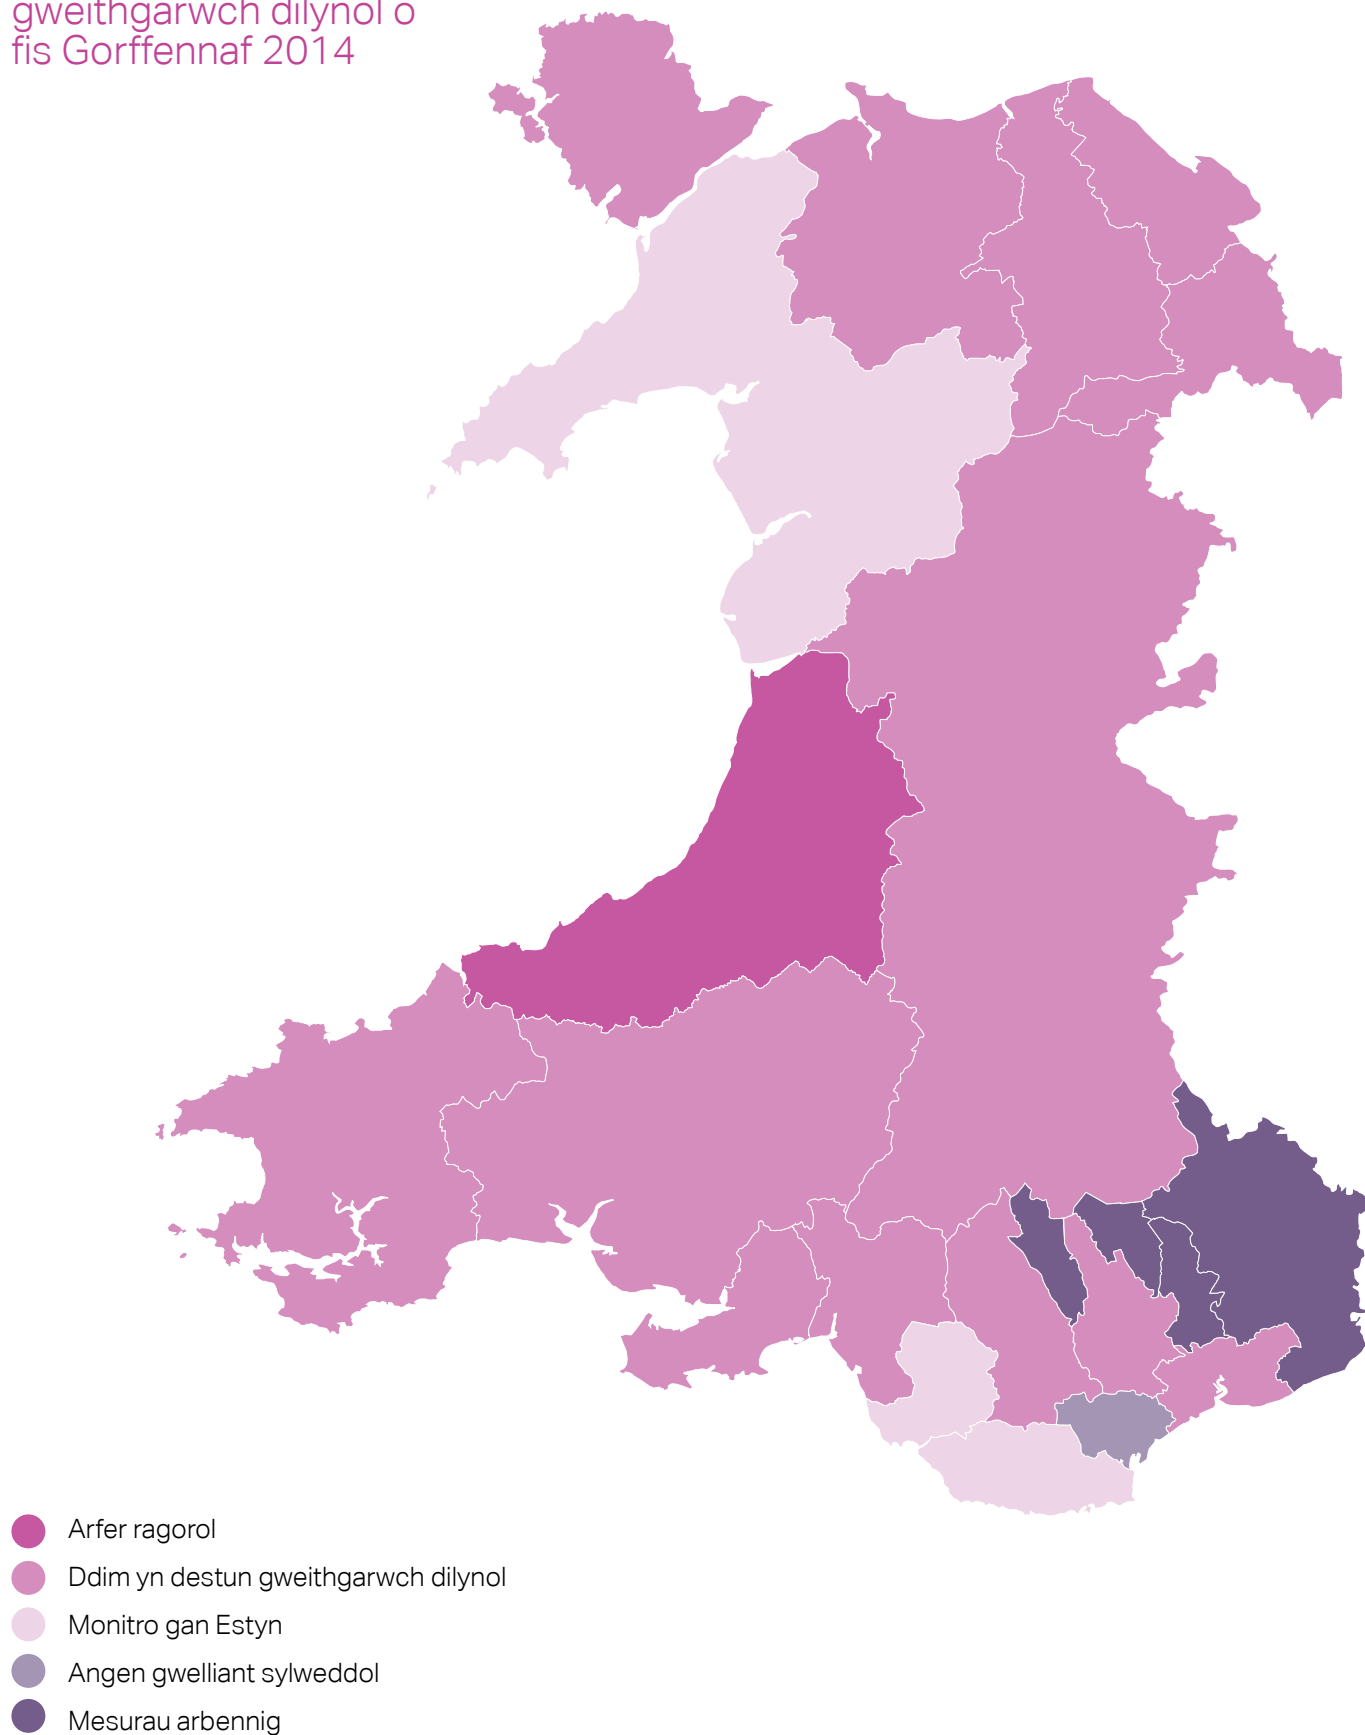 gweithgarwch dilynol o
fis Gorffennaf 2014
Arfer ragorol
Ddim yn destun gweithgarwch dilynol
Monitro gan Estyn
Angen gwelliant sylweddol
Mesurau arbennig